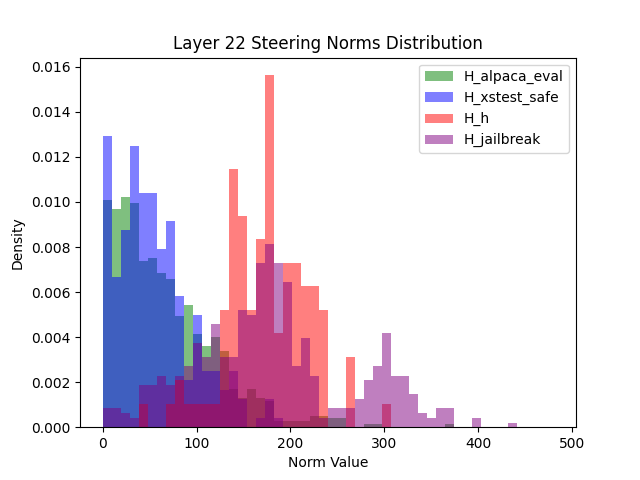 Layer 22 Steering Norms Distribution
H_alpaca_eval
H_xstest_safe
H_h
H_jailbreak
Density
0.016
0.014
0.012
0.010
0.008
0.006
0.004
0.002
0.000
0 100 200 300 400 500
Norm Value